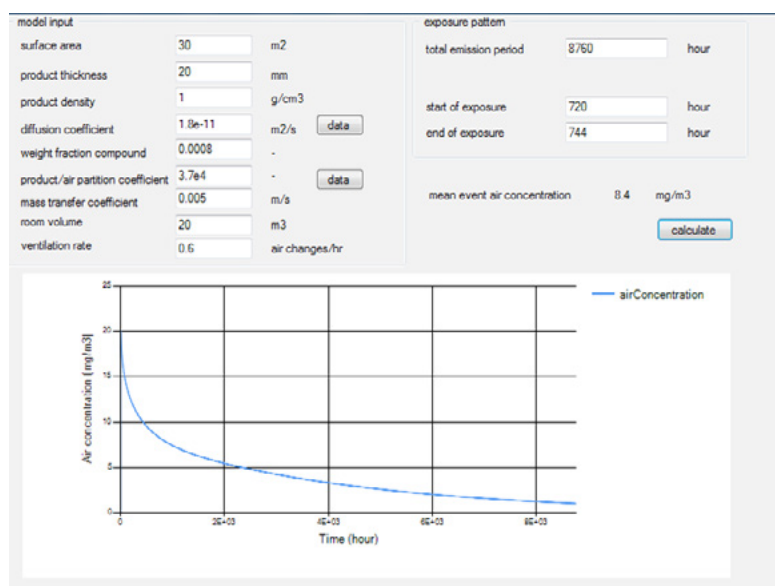 model input
surface area 30 m2
product thickness 20 mm
product density 1 g/cm3
diffusion coefficient 1.8e-11 m2/s data
weight fraction compound 0.0008 -
product/air partition coefficient 3.7e4 - data
mass transfer coefficient 0.005 m/s
room volume 20 m3
ventilation rate 0.6 air changes/hr
exposure pattern
total emission period 8760 hour
start of exposure 720 hour
end of exposure 744 hour
mean event air concentration 8.4 mg/m3
calculate
airConcentration
Air concentration [mg/m3]
25
20
15
10
5
0
0 2E+03 4E+03 6E+03 8E+03
Time (hour)